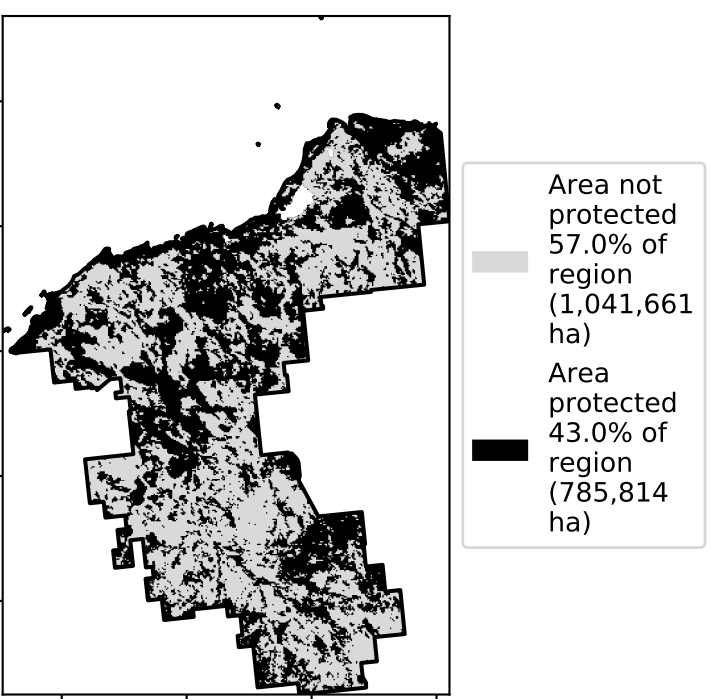 Area not
protected
57.0% of
region
(1,041,661
ha)
Area
protected
43.0% of
region
(785,814
ha)